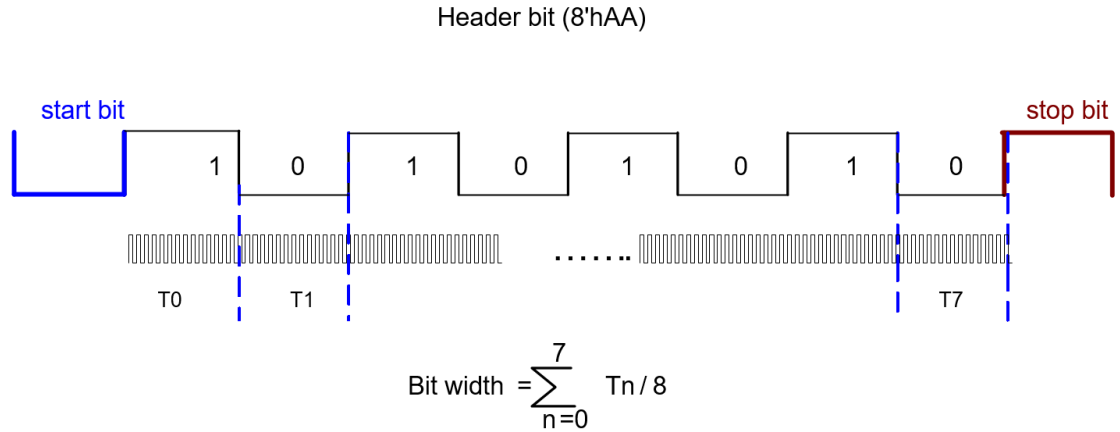 Header bit (8'hAA)
start bit
stop bit
1 0 1 0 1 0 1 0
.......
T0 T1 T7
7
Bit width = ∑ Tn / 8
n=0